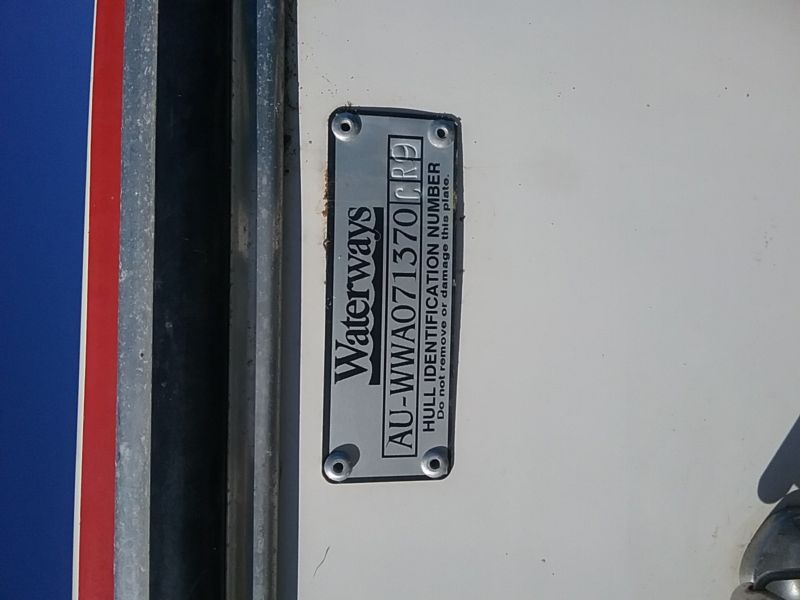 Waterways
AU-WWA071370CR9
HULL IDENTIFICATION NUMBER
Do not remove or damage this plate.